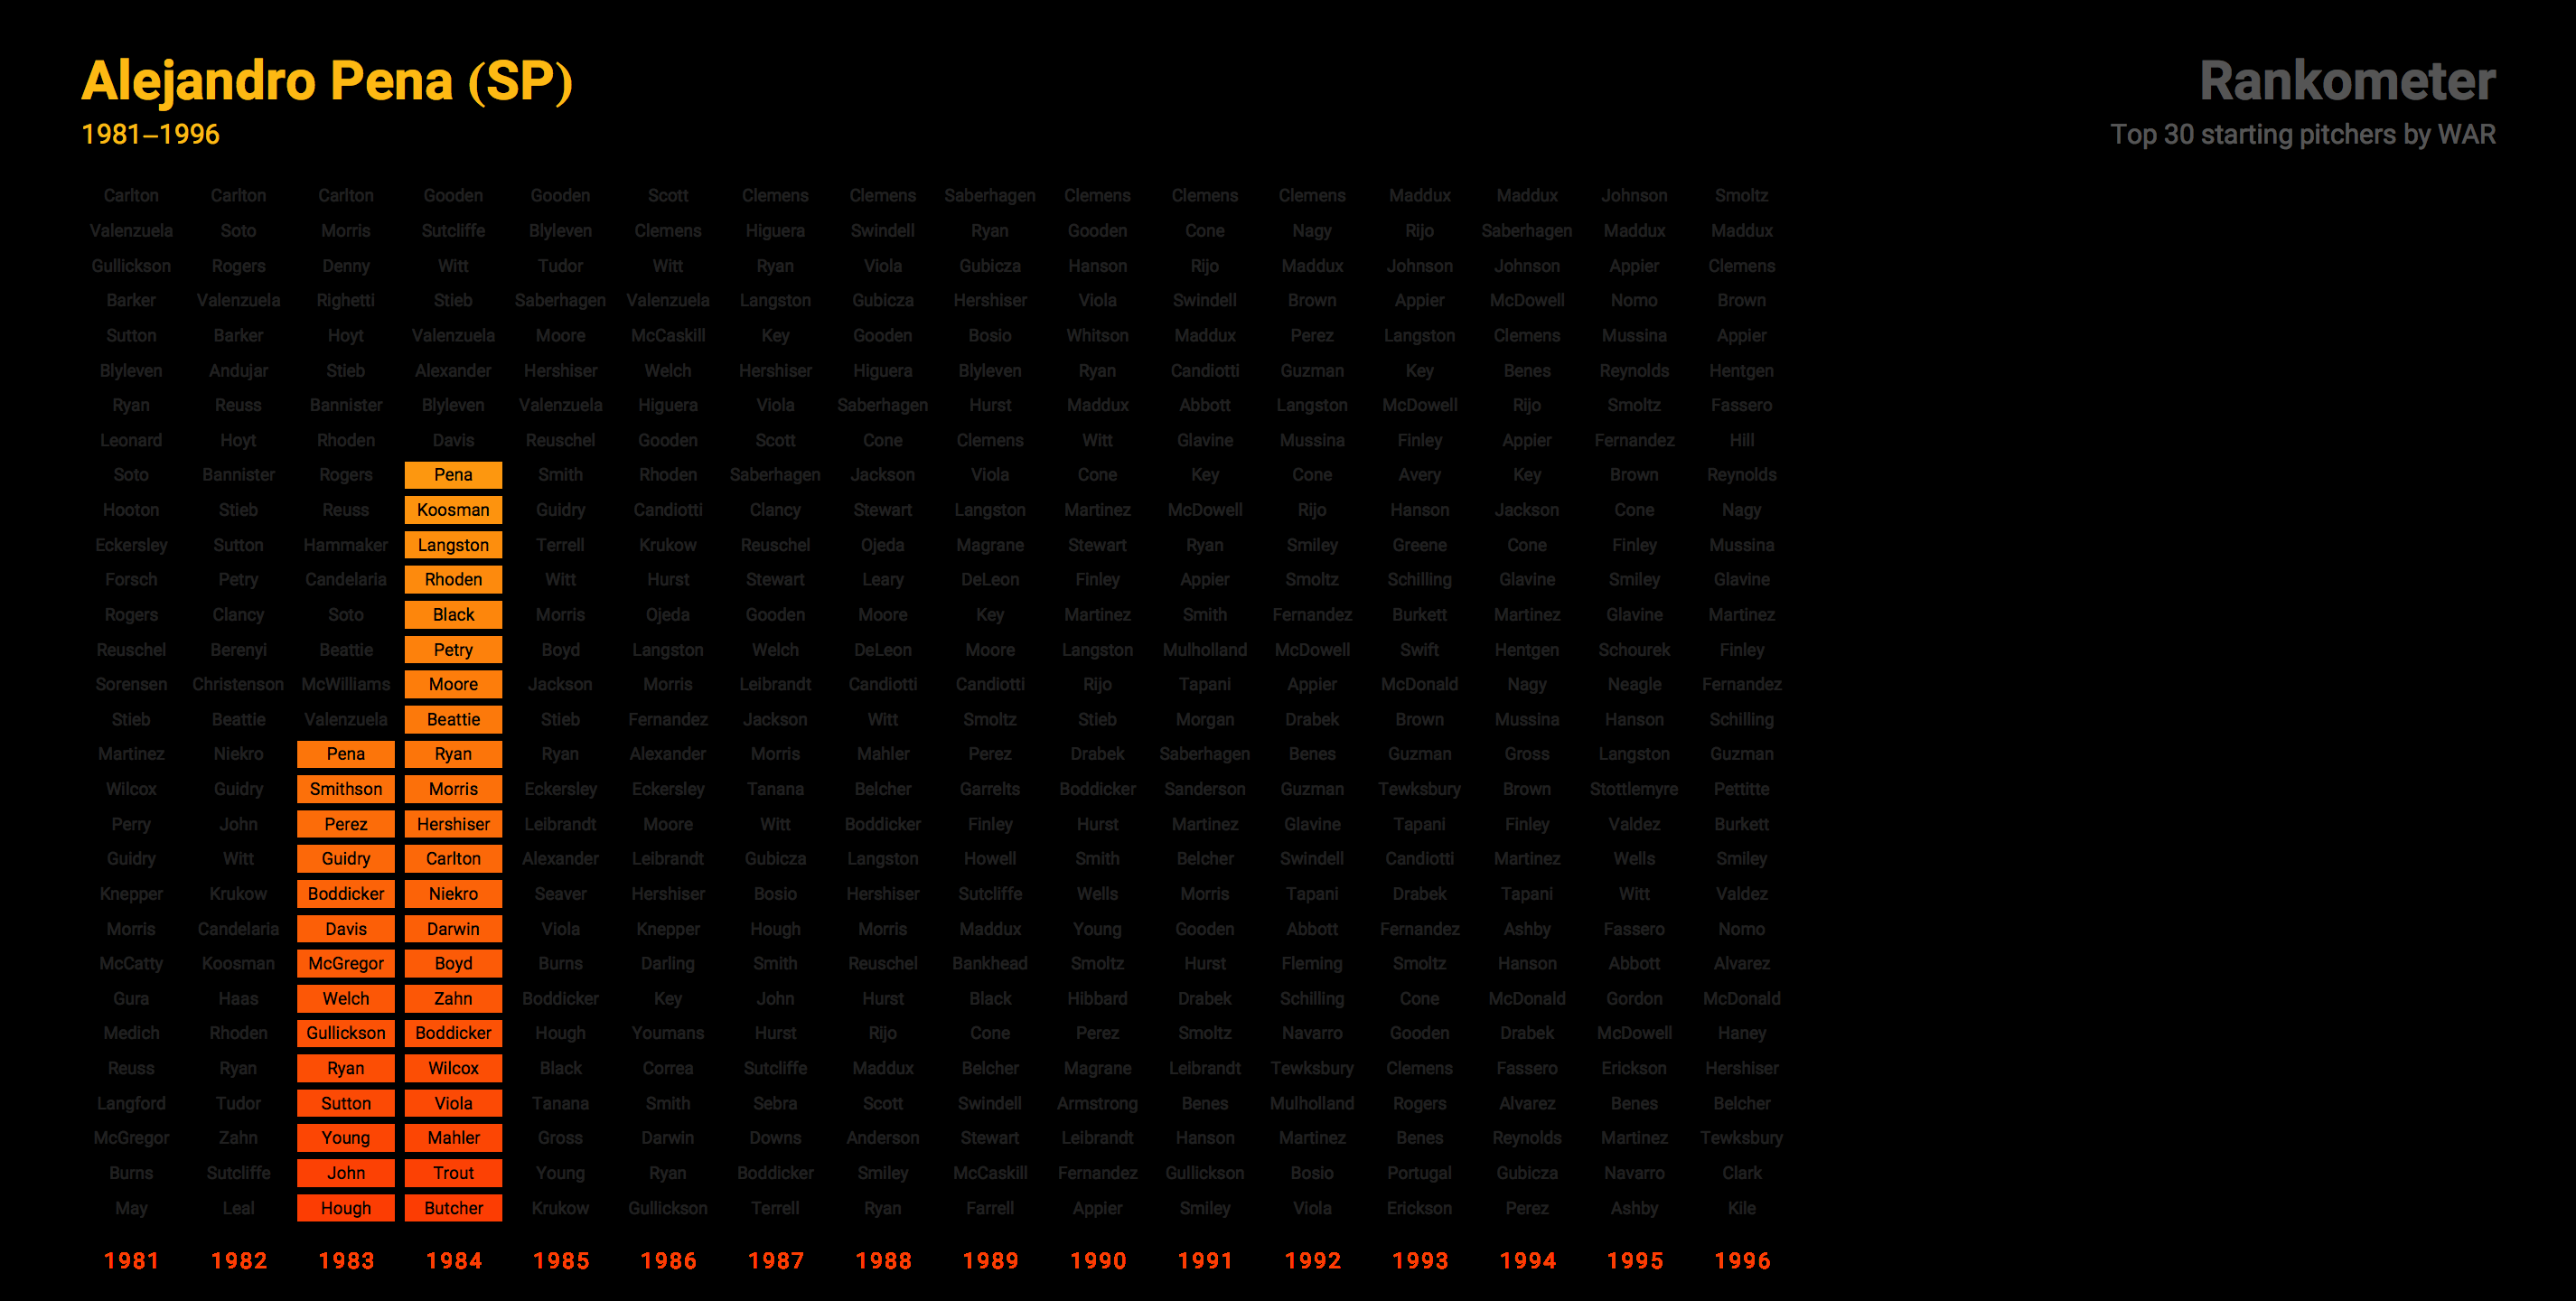 Alejandro Pena (SP)
Rankometer
1981–1996
Top 30 starting pitchers by WAR
Carlton Carlton Carlton Gooden Gooden Scott Clemens Clemens Saberhagen Clemens Clemens Clemens Maddux Maddux Johnson Smoltz
Valenzuela Soto Morris Sutcliffe Blyleven Clemens Higuera Swindell Ryan Gooden Cone Nagy Rijo Saberhagen Maddux Maddux
Gullickson Rogers Denny Witt Tudor Witt Ryan Viola Gubicza Hanson Rijo Maddux Johnson Johnson Appier Clemens
Barker Valenzuela Righetti Stieb Saberhagen Valenzuela Langston Gubicza Hershiser Viola Swindell Brown Appier McDowell Nomo Brown
Sutton Barker Hoyt Valenzuela Moore McCaskill Key Gooden Bosio Whitson Maddux Perez Langston Clemens Mussina Appier
Blyleven Andujar Stieb Alexander Hershiser Welch Hershiser Higuera Blyleven Ryan Candiotti Guzman Key Benes Reynolds Hentgen
Ryan Reuss Bannister Blyleven Valenzuela Higuera Viola Saberhagen Hurst Maddux Abbott Langston McDowell Rijo Smoltz Fassero
Leonard Hoyt Rhoden Davis Reuschel Gooden Scott Cone Clemens Witt Glavine Mussina Finley Appier Fernandez Hill
Soto Bannister Rogers Pena Smith Rhoden Saberhagen Jackson Viola Cone Key Cone Avery Key Brown Reynolds
Hooton Stieb Reuss Koosman Guidry Candiotti Clancy Stewart Langston Martinez McDowell Rijo Hanson Jackson Cone Nagy
Eckersley Sutton Hammaker Langston Terrell Krukow Reuschel Ojeda Magrane Stewart Ryan Smiley Greene Cone Finley Mussina
Forsch Petry Candelaria Rhoden Witt Hurst Stewart Leary DeLeon Finley Appier Smoltz Schilling Glavine Smiley Glavine
Rogers Clancy Soto Black Morris Ojeda Gooden Moore Key Martinez Smith Fernandez Burkett Martinez Glavine Martinez
Reuschel Berenyi Beattie Petry Boyd Langston Welch DeLeon Moore Langston Mulholland McDowell Swift Hentgen Schourek Finley
Sorensen Christenson McWilliams Moore Jackson Morris Leibrandt Candiotti Candiotti Rijo Tapani Appier McDonald Nagy Neagle Fernandez
Stieb Beattie Valenzuela Beattie Stieb Fernandez Jackson Witt Smoltz Stieb Morgan Drabek Brown Mussina Hanson Schilling
Martinez Niekro Pena Ryan Ryan Alexander Morris Mahler Perez Drabek Saberhagen Benes Guzman Gross Langston Guzman
Wilcox Guidry Smithson Morris Eckersley Eckersley Tanana Belcher Garrelts Boddicker Sanderson Guzman Tewksbury Brown Stottlemyre Pettitte
Perry John Perez Hershiser Leibrandt Moore Witt Boddicker Finley Hurst Martinez Glavine Tapani Finley Valdez Burkett
Guidry Witt Guidry Carlton Alexander Leibrandt Gubicza Langston Howell Smith Belcher Swindell Candiotti Martinez Wells Smiley
Knepper Krukow Boddicker Niekro Seaver Hershiser Bosio Hershiser Sutcliffe Wells Morris Tapani Drabek Tapani Witt Valdez
Morris Candelaria Davis Darwin Viola Knepper Hough Morris Maddux Young Gooden Abbott Fernandez Ashby Fassero Nomo
McCatty Koosman McGregor Boyd Burns Darling Smith Reuschel Bankhead Smoltz Hurst Fleming Smoltz Hanson Abbott Alvarez
Gura Haas Welch Zahn Boddicker Key John Hurst Black Hibbard Drabek Schilling Cone McDonald Gordon McDonald
Medich Rhoden Gullickson Boddicker Hough Youmans Hurst Rijo Cone Perez Smoltz Navarro Gooden Drabek McDowell Haney
Reuss Ryan Ryan Wilcox Black Correa Sutcliffe Maddux Belcher Magrane Leibrandt Tewksbury Clemens Fassero Erickson Hershiser
Langford Tudor Sutton Viola Tanana Smith Sebra Scott Swindell Armstrong Benes Mulholland Rogers Alvarez Benes Belcher
McGregor Zahn Young Mahler Gross Darwin Downs Anderson Stewart Leibrandt Hanson Martinez Benes Reynolds Martinez Tewksbury
Burns Sutcliffe John Trout Young Ryan Boddicker Smiley McCaskill Fernandez Gullickson Bosio Portugal Gubicza Navarro Clark
May Leal Hough Butcher Krukow Gullickson Terrell Ryan Farrell Appier Smiley Viola Erickson Perez Ashby Kile
1981 1982 1983 1984 1985 1986 1987 1988 1989 1990 1991 1992 1993 1994 1995 1996